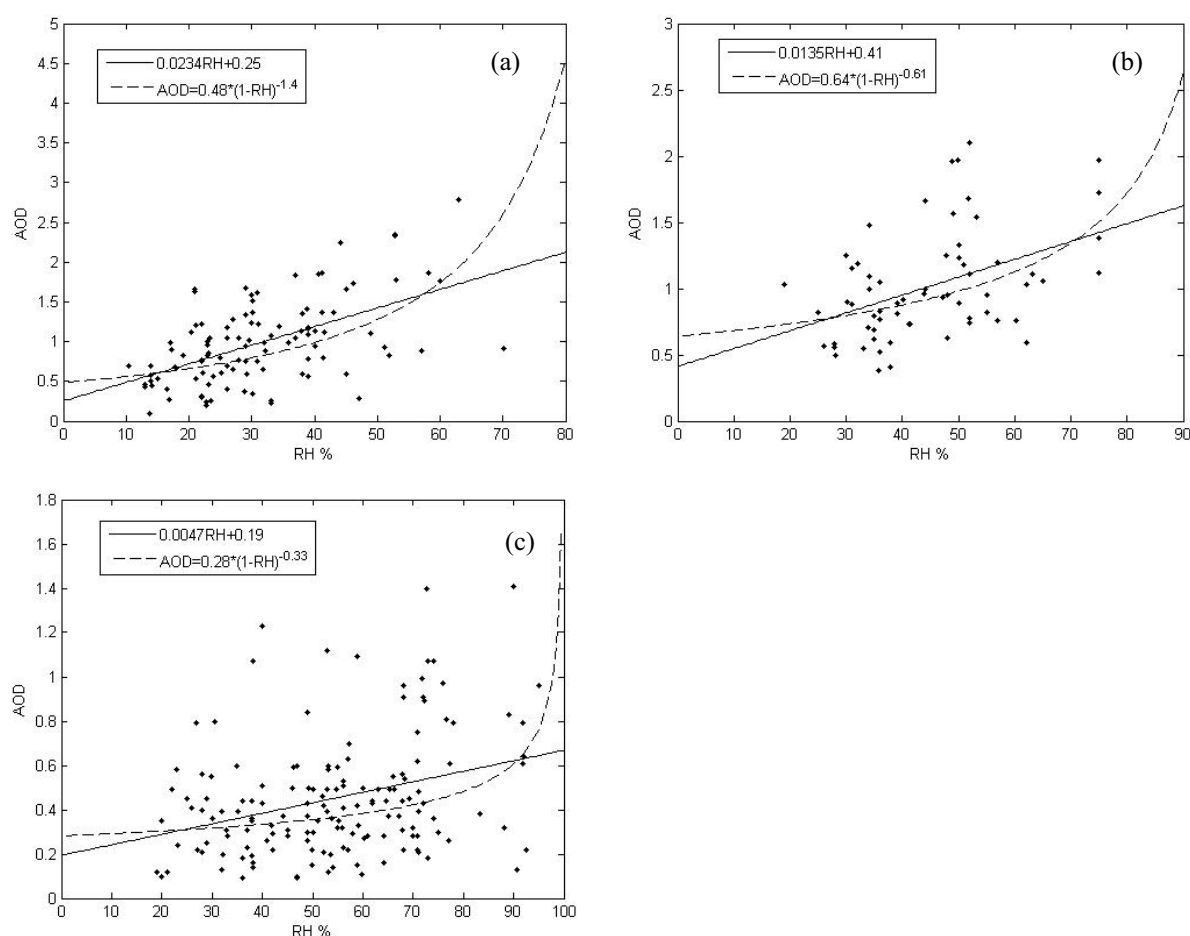 5
4.5
4
3.5
3
2.5
2
1.5
1
0.5
0
AOD
0.0234RH+0.25
AOD=0.48*(1-RH)-1.4
(a)
0 10 20 30 40 50 60 70 80
RH %
3
2.5
2
1.5
1
0.5
0
AOD
0.0135RH+0.41
AOD=0.64*(1-RH)-0.61
(b)
0 10 20 30 40 50 60 70 80 90
RH %
1.8
1.6
1.4
1.2
1
0.8
0.6
0.4
0.2
0
AOD
0.0047RH+0.19
AOD=0.28*(1-RH)-0.33
(c)
0 10 20 30 40 50 60 70 80 90 100
RH %